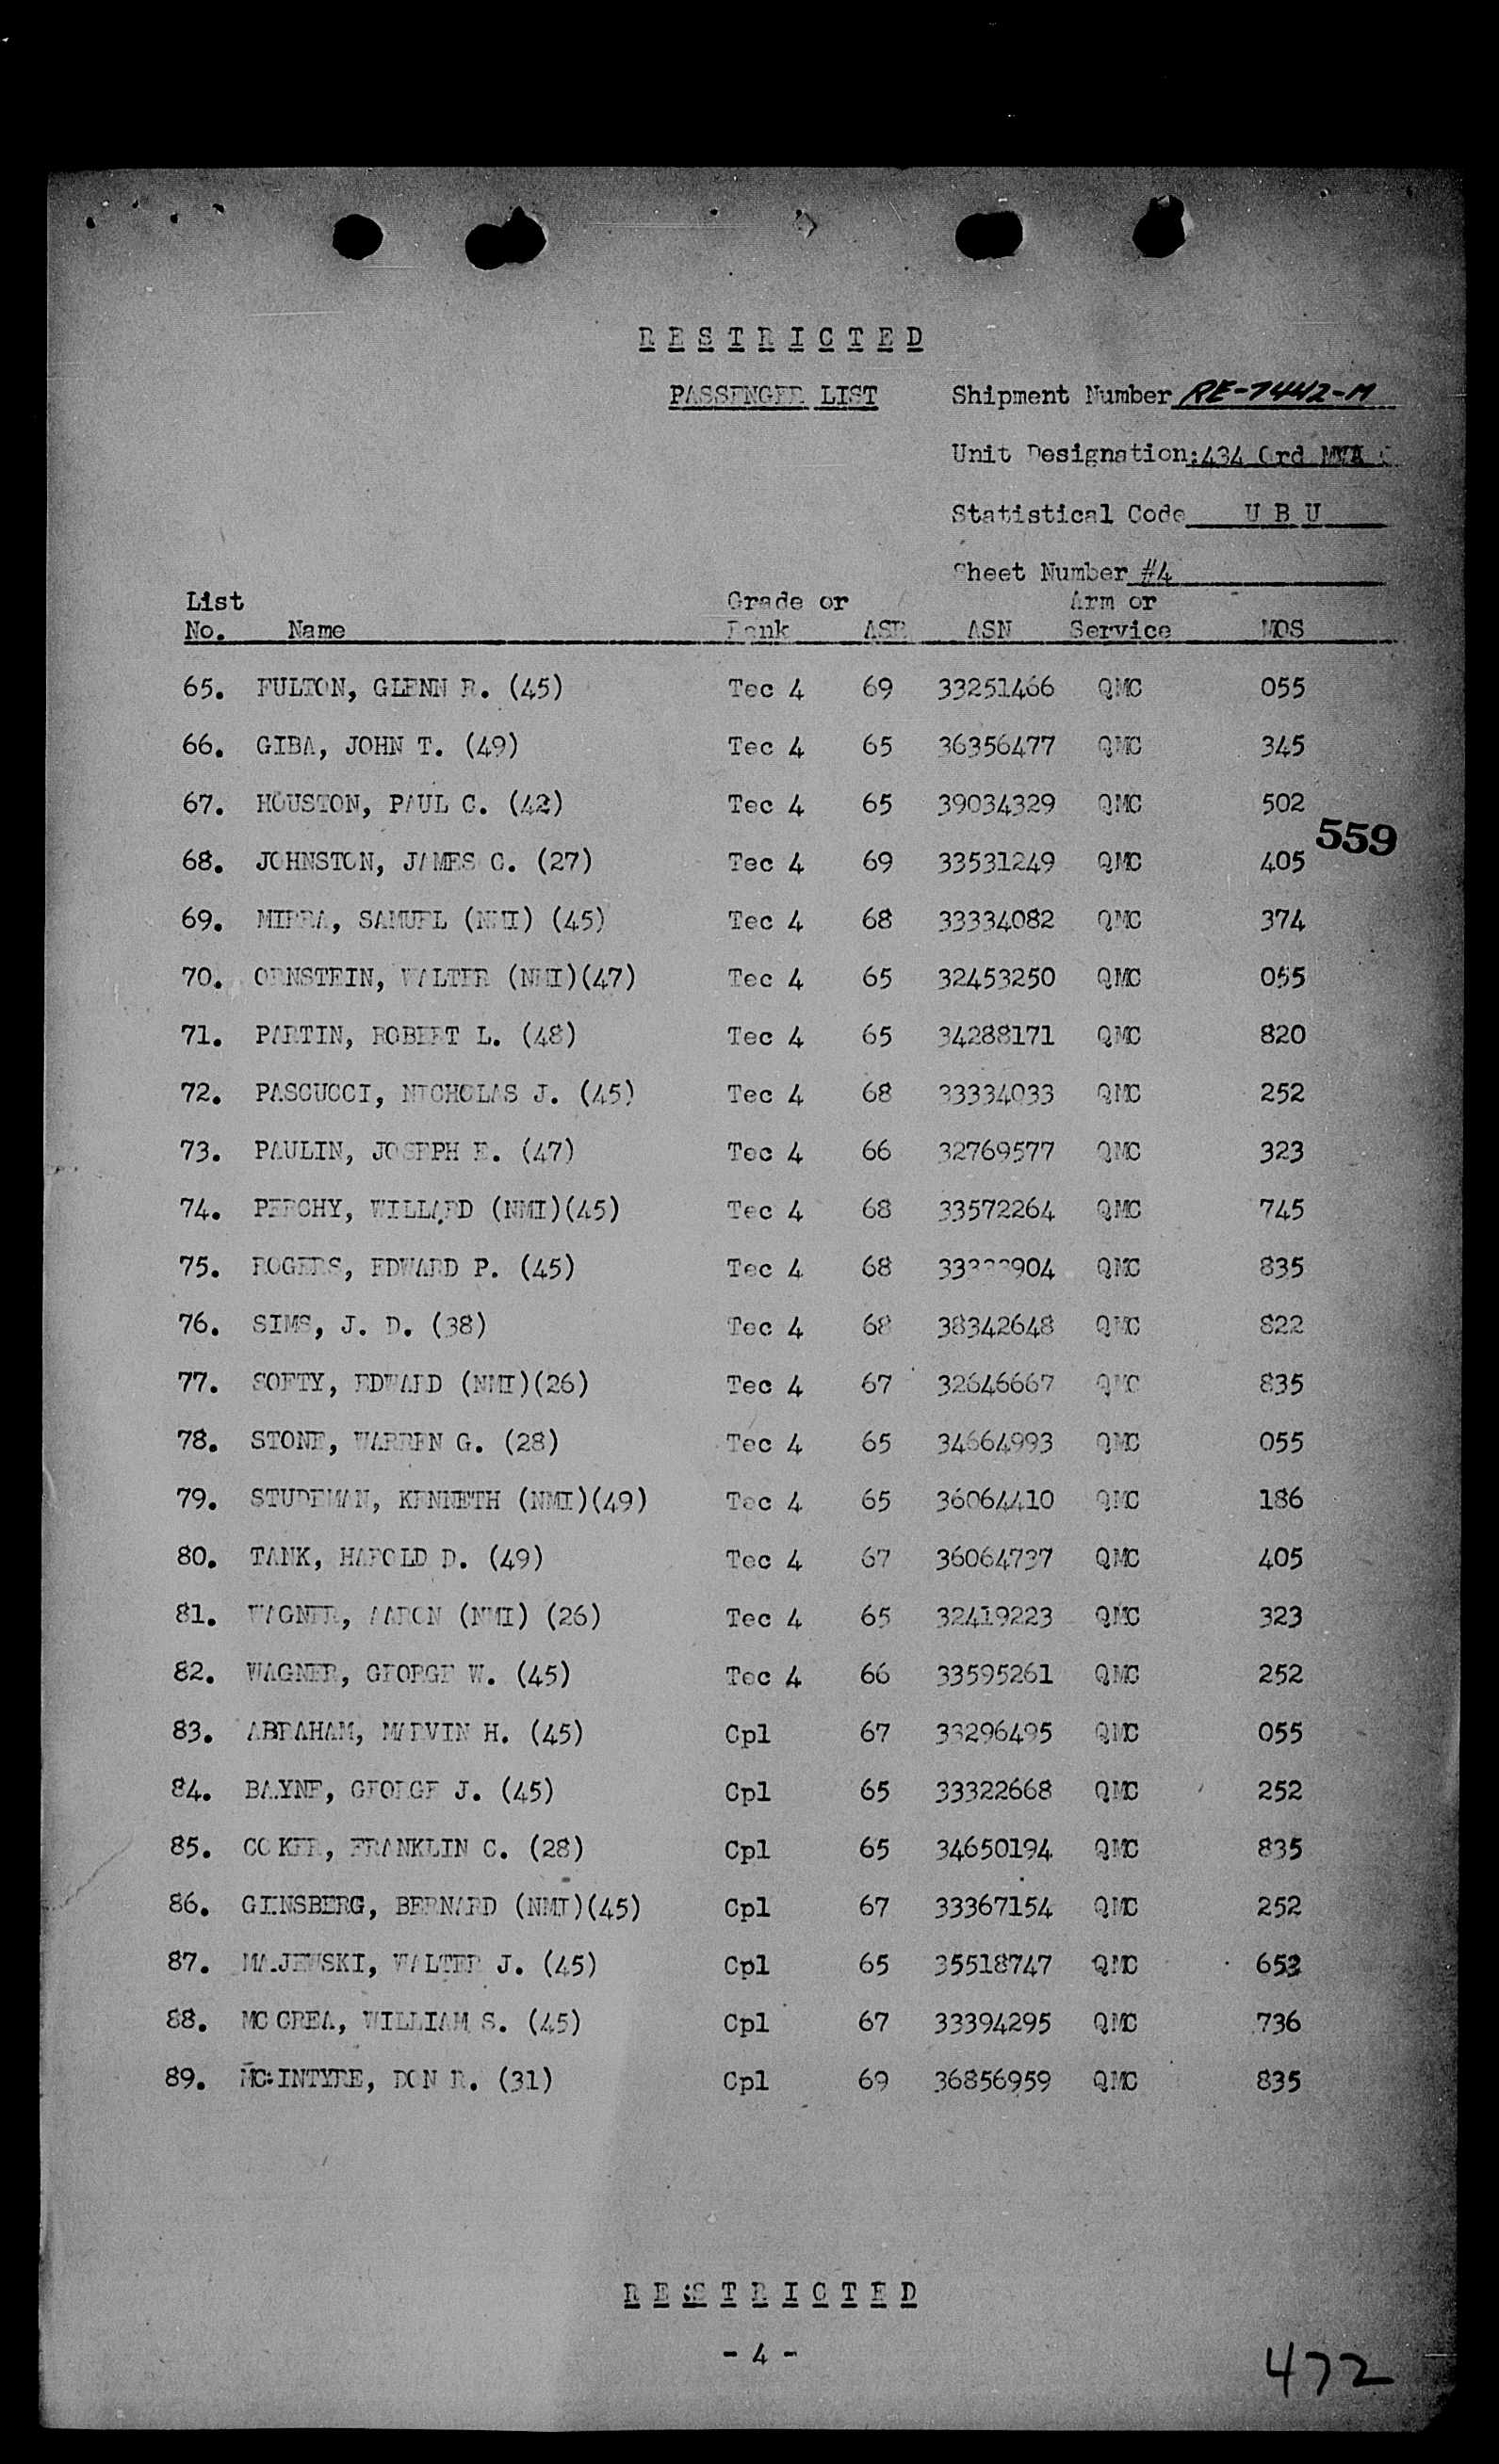 RESTRICTED
PASSENGER LIST Shipment Number RE-7442-M
Unit Designation: 434 Ord MVA C
Statistical Code U B U
Sheet Number #4
List Grade or Arm or
No. Name Rank ASR ASN Service MOS
65. FULTON, GLENN R. (45) Tec 4 69 33251466 QMC 055
66. GIBA, JOHN T. (49) Tec 4 65 36356477 QMC 345
67. HOUSTON, PAUL C. (42) Tec 4 65 39034329 QMC 502
559
68. JOHNSTON, JAMES C. (27) Tec 4 69 33531249 QMC 405
69. MIRRA, SAMUEL (NMI) (45) Tec 4 68 33334082 QMC 374
70. ORNSTEIN, WALTER (NMI)(47) Tec 4 65 32453250 QMC 055
71. PARTIN, ROBERT L. (48) Tec 4 65 34288171 QMC 820
72. PASCUCCI, NICHOLAS J. (45) Tec 4 68 33334033 QMC 252
73. PAULIN, JOSEPH E. (47) Tec 4 66 32769577 QMC 323
74. PERCHY, WILLARD (NMI)(45) Tec 4 68 33572264 QMC 745
75. ROGERS, EDWARD P. (45) Tec 4 68 QMC 835
76. SIMS, J. D. (38) Tec 4 68 38342648 QMC 822
77. SOFTY, EDWARD (NMI)(26) Tec 4 67 32646667 QMC 835
78. STONE, WARREN G. (28) Tec 4 65 34664993 QMC 055
79. STUDEMAN, KENNETH (NMI)(49) Tec 4 65 36064410 QMC 186
80. TANK, HAROLD D. (49) Tec 4 67 36064737 QMC 405
81. WAGNER, AARON (NMI) (26) Tec 4 65 32419223 QMC 323
82. WAGNER, GEORGE W. (45) Tec 4 66 33595261 QMC 252
83. ABRAHAM, MARVIN H. (45) Cpl 67 33296495 QMC 055
84. BAYNE, GEORGE J. (45) Cpl 65 33322668 QMC 252
85. COKER, FRANKLIN C. (28) Cpl 65 34650194 QMC 835
86. GINSBERG, BERNARD (NMI)(45) Cpl 67 33367154 QMC 252
87. MAJEWSKI, WALTER J. (45) Cpl 65 35518747 QMC 653
88. MC CREA, WILLIAM S. (45) Cpl 67 33394295 QMC 736
89. MC INTYRE, DON R. (31) Cpl 69 36856959 QMC 835
RESTRICTED
- 4 -
472